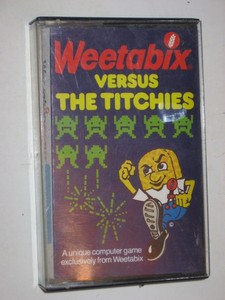 Weetabix
VERSUS
THE TITCHIES
A unique computer game
exclusively from Weetabix